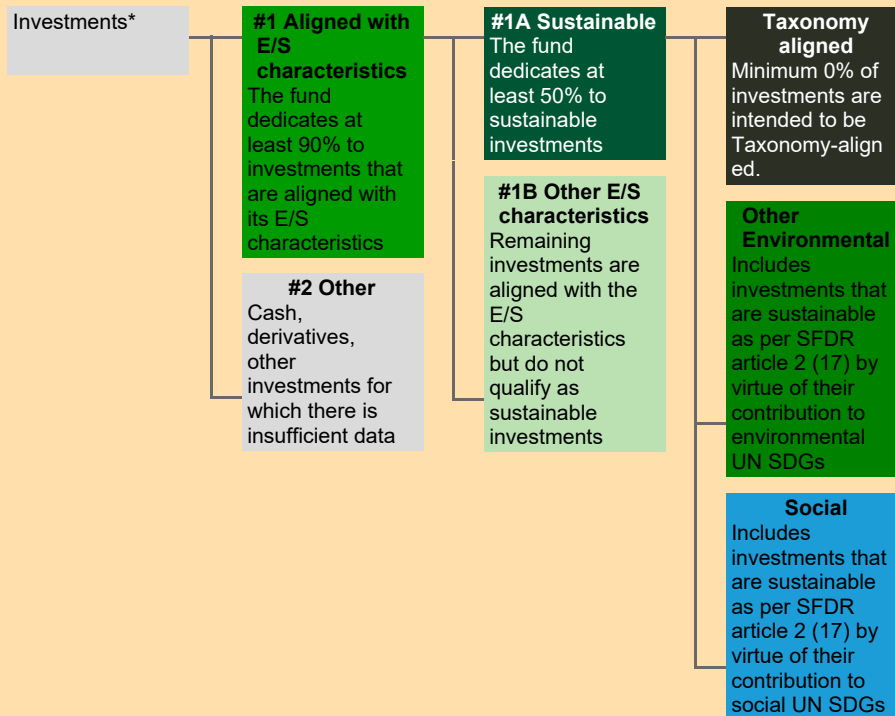 Investments*
#1 Aligned with
E/S
characteristics
The fund
dedicates at
least 90% to
investments that
are aligned with
its E/S
characteristics
#2 Other
Cash,
derivatives,
other
investments for
which there is
insufficient data
#1A Sustainable
The fund
dedicates at
least 50% to
sustainable
investments
#1B Other E/S
characteristics
Remaining
investments are
aligned with the
E/S
characteristics
but do not
qualify as
sustainable
investments
Taxonomy
aligned
Minimum 0% of
investments are
intended to be
Taxonomy-align
ed.
Other
Environmental
Includes
investments that
are sustainable
as per SFDR
article 2 (17) by
virtue of their
contribution to
environmental
UN SDGs
Social
Includes
investments that
are sustainable
as per SFDR
article 2 (17) by
virtue of their
contribution to
social UN SDGs